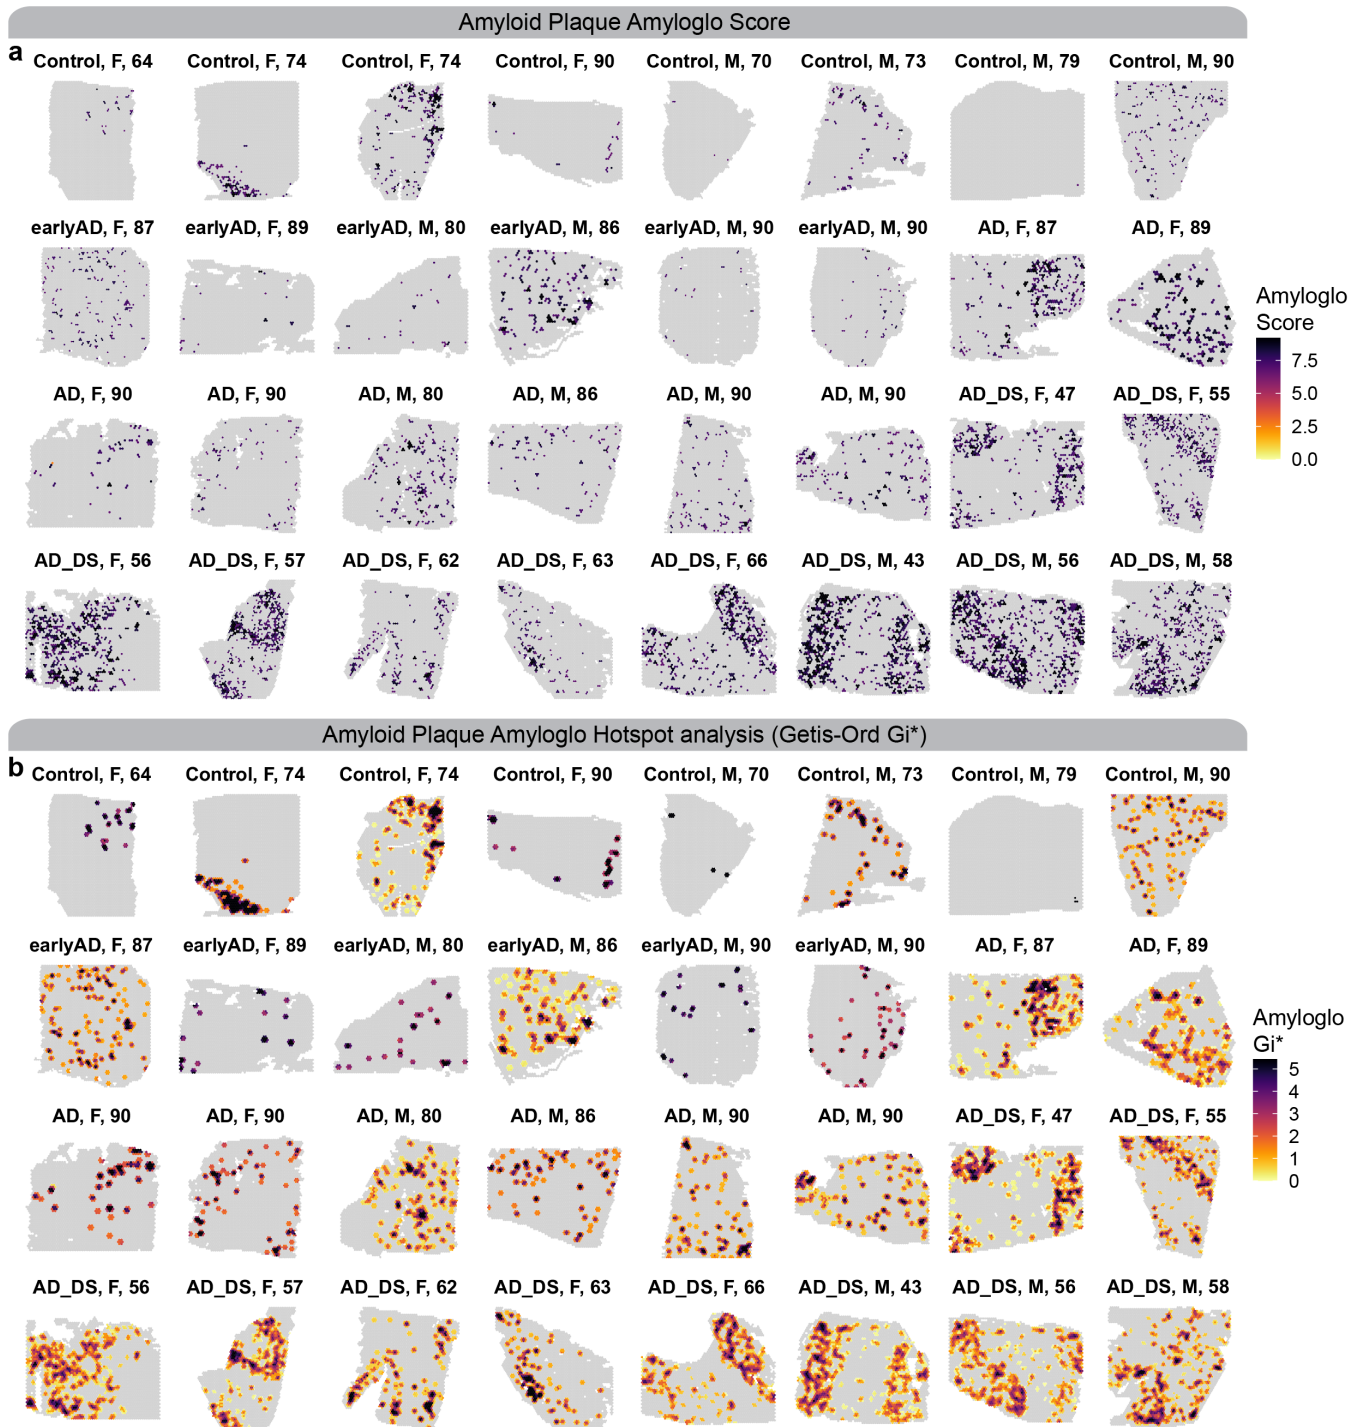 Amyloid Plaque Amyloglo Score
a
Control, F, 64 Control, F, 74 Control, F, 74 Control, F, 90 Control, M, 70 Control, M, 73 Control, M, 79 Control, M, 90
earlyAD, F, 87 earlyAD, F, 89 earlyAD, M, 80 earlyAD, M, 86 earlyAD, M, 90 earlyAD, M, 90 AD, F, 87 AD, F, 89
Amyloglo
Score
7.5
5.0
2.5
0.0
AD, F, 90 AD, F, 90 AD, M, 80 AD, M, 86 AD, M, 90 AD, M, 90 AD_DS, F, 47 AD_DS, F, 55
AD_DS, F, 56 AD_DS, F, 57 AD_DS, F, 62 AD_DS, F, 63 AD_DS, F, 66 AD_DS, M, 43 AD_DS, M, 56 AD_DS, M, 58
Amyloid Plaque Amyloglo Hotspot analysis (Getis-Ord Gi*)
b
Control, F, 64 Control, F, 74 Control, F, 74 Control, F, 90 Control, M, 70 Control, M, 73 Control, M, 79 Control, M, 90
earlyAD, F, 87 earlyAD, F, 89 earlyAD, M, 80 earlyAD, M, 86 earlyAD, M, 90 earlyAD, M, 90 AD, F, 87 AD, F, 89
Amyloglo
Gi*
5
4
3
2
1
0
AD, F, 90 AD, F, 90 AD, M, 80 AD, M, 86 AD, M, 90 AD, M, 90 AD_DS, F, 47 AD_DS, F, 55
AD_DS, F, 56 AD_DS, F, 57 AD_DS, F, 62 AD_DS, F, 63 AD_DS, F, 66 AD_DS, M, 43 AD_DS, M, 56 AD_DS, M, 58